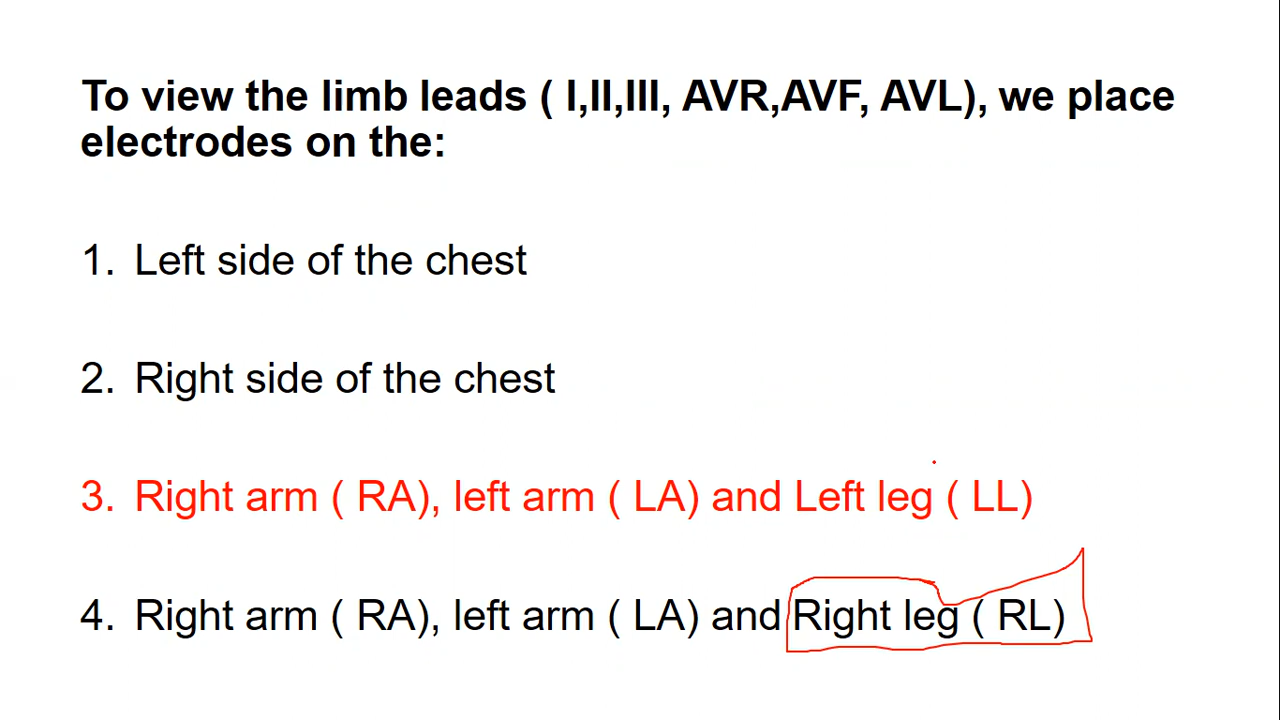 To view the limb leads ( I,II,III, AVR,AVF, AVL), we place
electrodes on the:
1. Left side of the chest
2. Right side of the chest
3. Right arm ( RA), left arm ( LA) and Left leg ( LL)
4. Right arm ( RA), left arm ( LA) and Right leg ( RL)